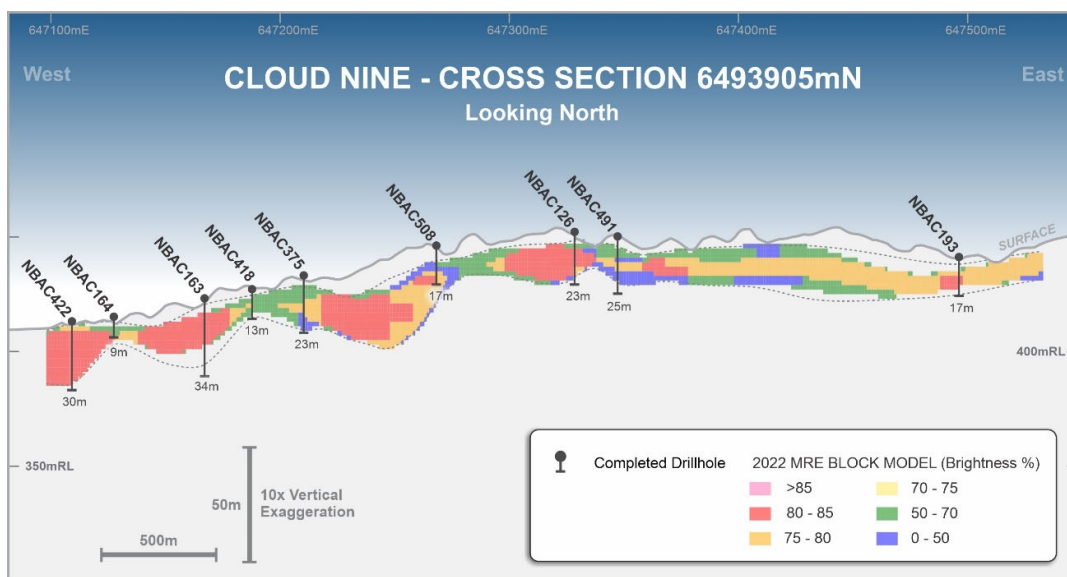 647100mE
647200mE
647300mE
647400mE
647500mE
West
East
CLOUD NINE - CROSS SECTION 6493905mN
Looking North
NBAC422
NBAC164
NBAC163
NBAC418
NBAC375
NBAC508
NBAC126
NBAC491
NBAC193
SURFACE
30m
9m
34m
13m
23m
17m
23m
25m
17m
400mRL
350mRL
50m
10x Vertical
Exaggeration
500m
Completed Drillhole
2022 MRE BLOCK MODEL (Brightness %)
>85
70 - 75
80 - 85
50 - 70
75 - 80
0 - 50